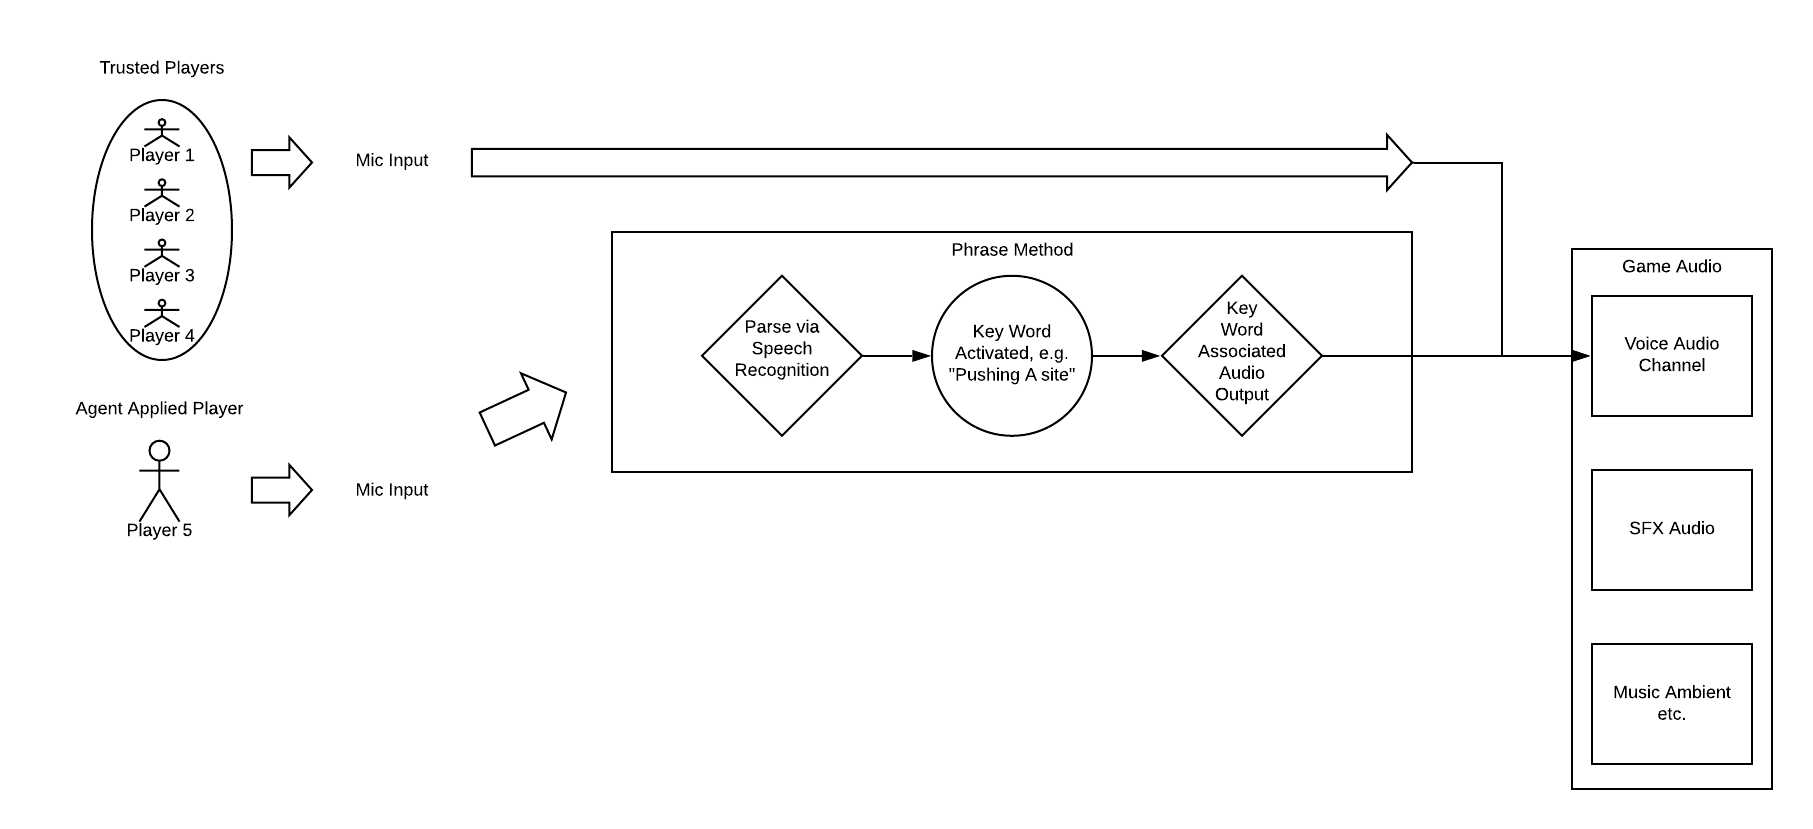 Trusted Players
Player 1
Player 2
Player 3
Player 4
Mic Input
Agent Applied Player
Player 5
Mic Input
Phrase Method
Parse via
Speech
Recognition
Key Word
Activated, e.g.
"Pushing A site"
Key
Word
Associated
Audio
Output
Game Audio
Voice Audio
Channel
SFX Audio
Music Ambient
etc.